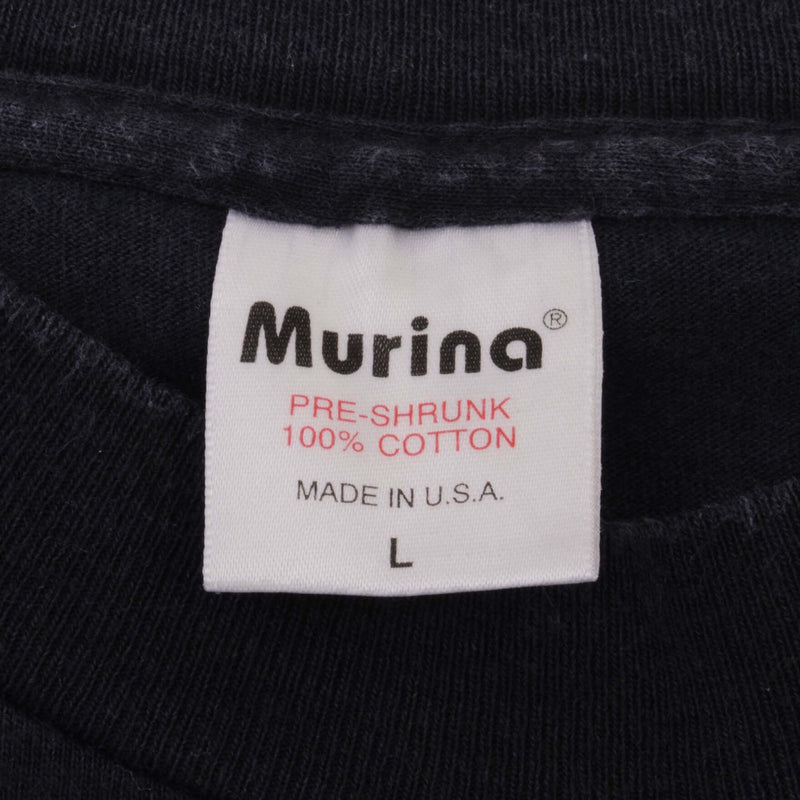 Murina®
PRE-SHRUNK
100% COTTON
MADE IN U.S.A.
L